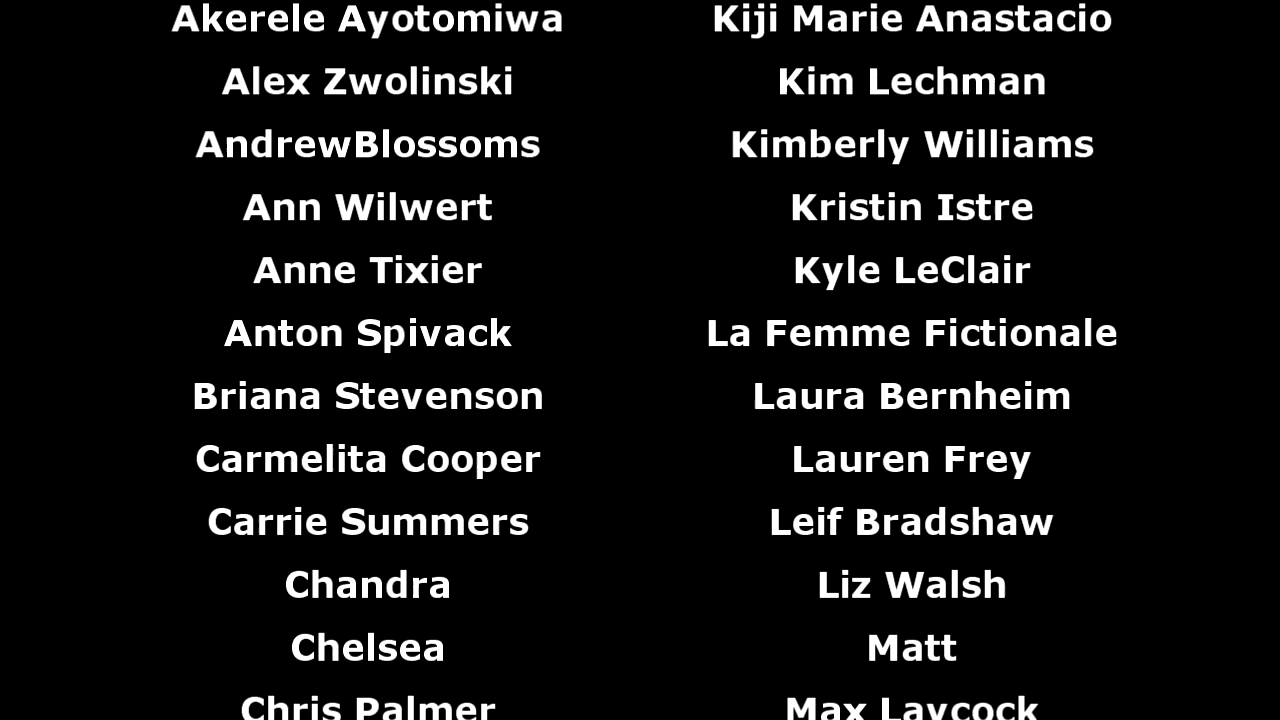 Akerele Ayotomiwa
Alex Zwolinski
AndrewBlossoms
Ann Wilwert
Anne Tixier
Anton Spivack
Briana Stevenson
Carmelita Cooper
Carrie Summers
Chandra
Chelsea
Chris Palmer
Kiji Marie Anastacio
Kim Lechman
Kimberly Williams
Kristin Istre
Kyle LeClair
La Femme Fictionale
Laura Bernheim
Lauren Frey
Leif Bradshaw
Liz Walsh
Matt
Max Laycock